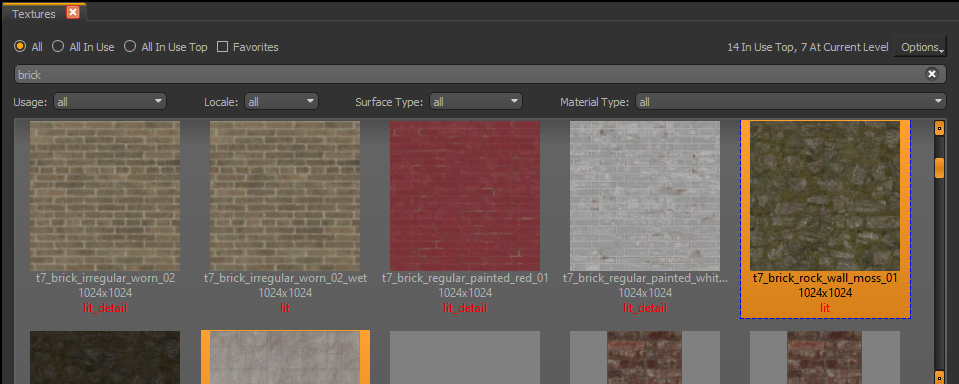 Textures
All All In Use All In Use Top Favorites 14 In Use Top, 7 At Current Level Options
brick
Usage: all Locale: all Surface Type: all Material Type: all
t7_brick_irregular_worn_02 t7_brick_irregular_worn_02_wet t7_brick_regular_painted_red_01 t7_brick_regular_painted_whit... t7_brick_rock_wall_moss_01
1024x1024 1024x1024 1024x1024 1024x1024 1024x1024
lit_detail lit lit_detail lit_detail lit